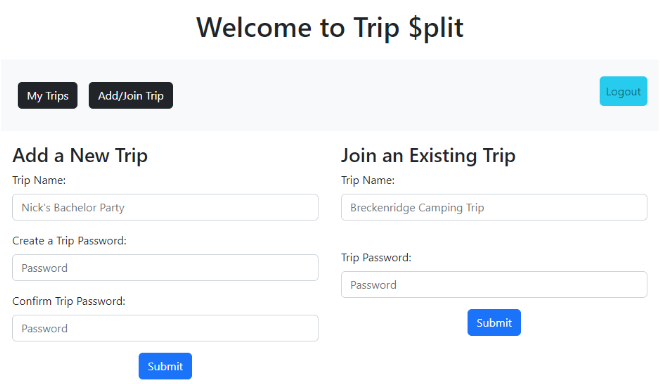 Welcome to Trip $plit
My Trips
Add/Join Trip
Logout
Add a New Trip
Trip Name:
Nick's Bachelor Party
Create a Trip Password:
Password
Confirm Trip Password:
Password
Submit
Join an Existing Trip
Trip Name:
Breckenridge Camping Trip
Trip Password:
Password
Submit